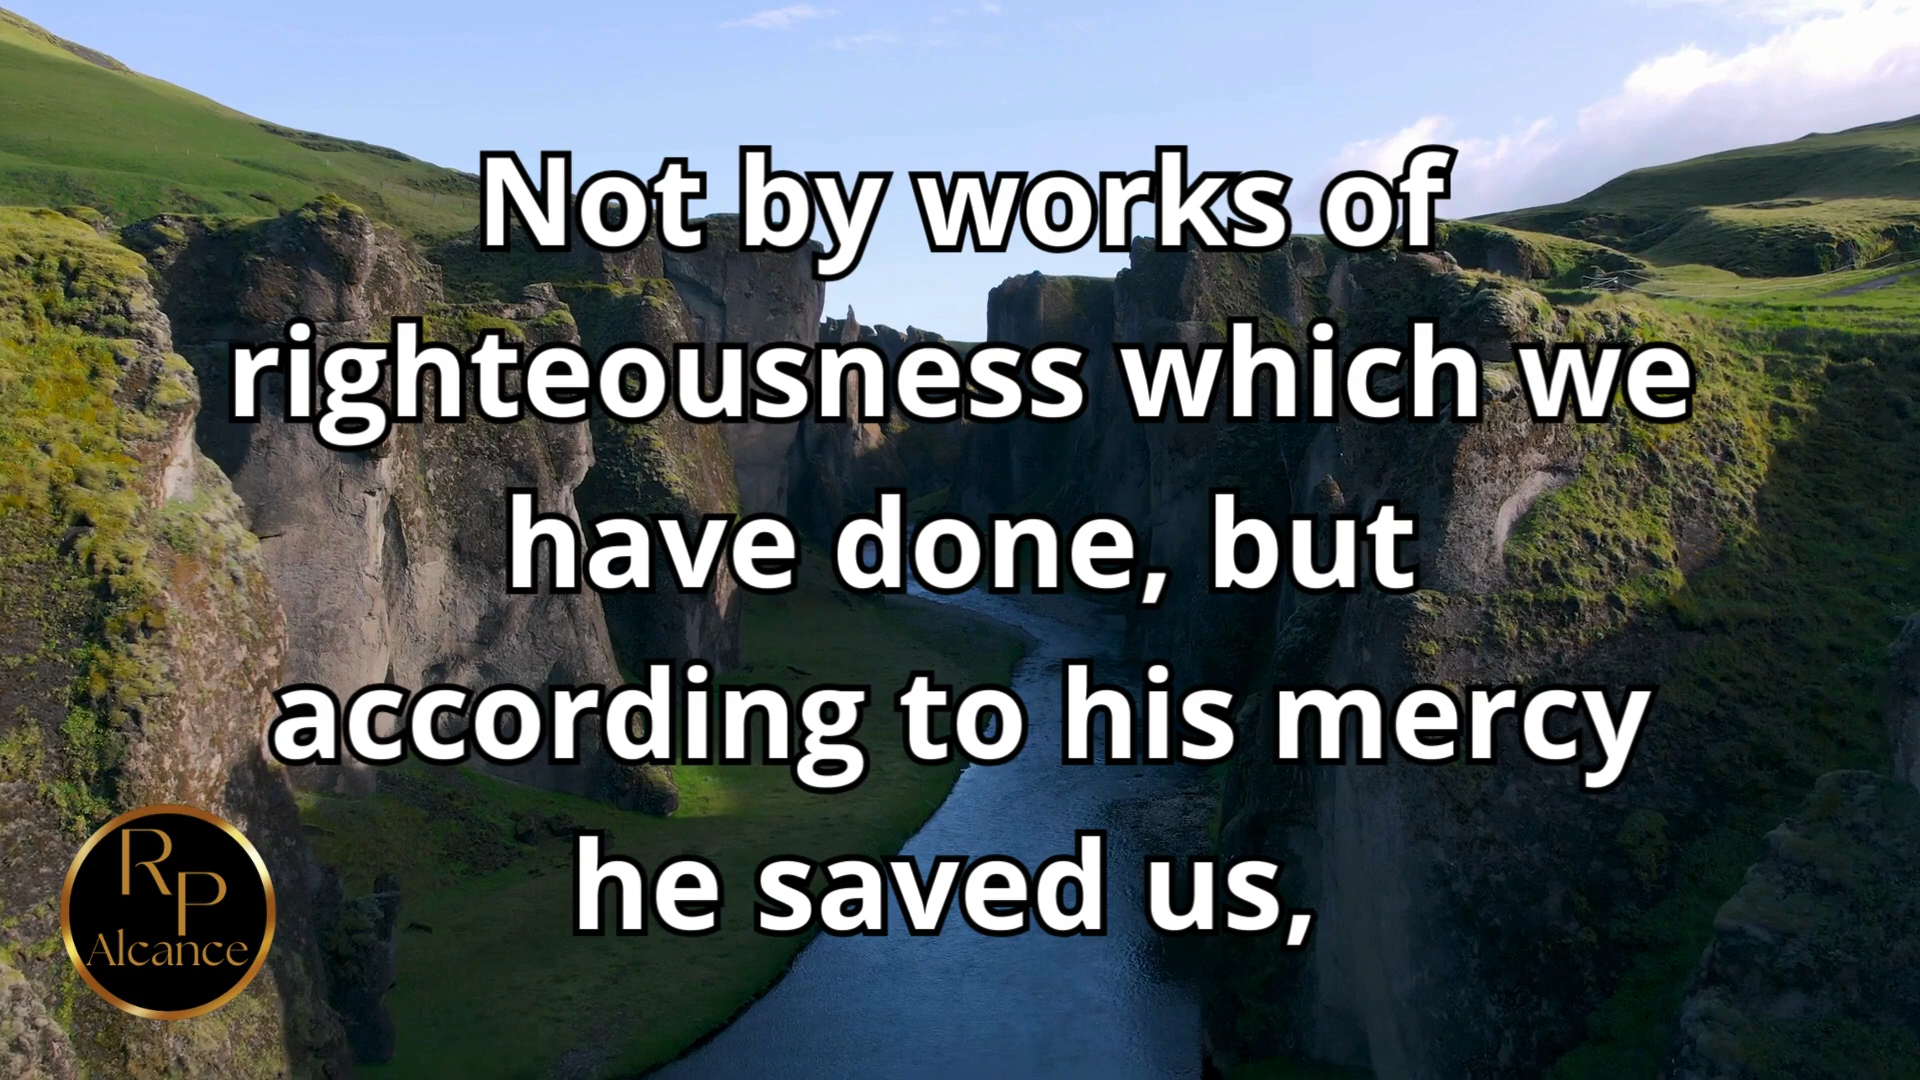 Not by works of
righteousness which we
have done, but
according to his mercy
he saved us,
RP
Alcance